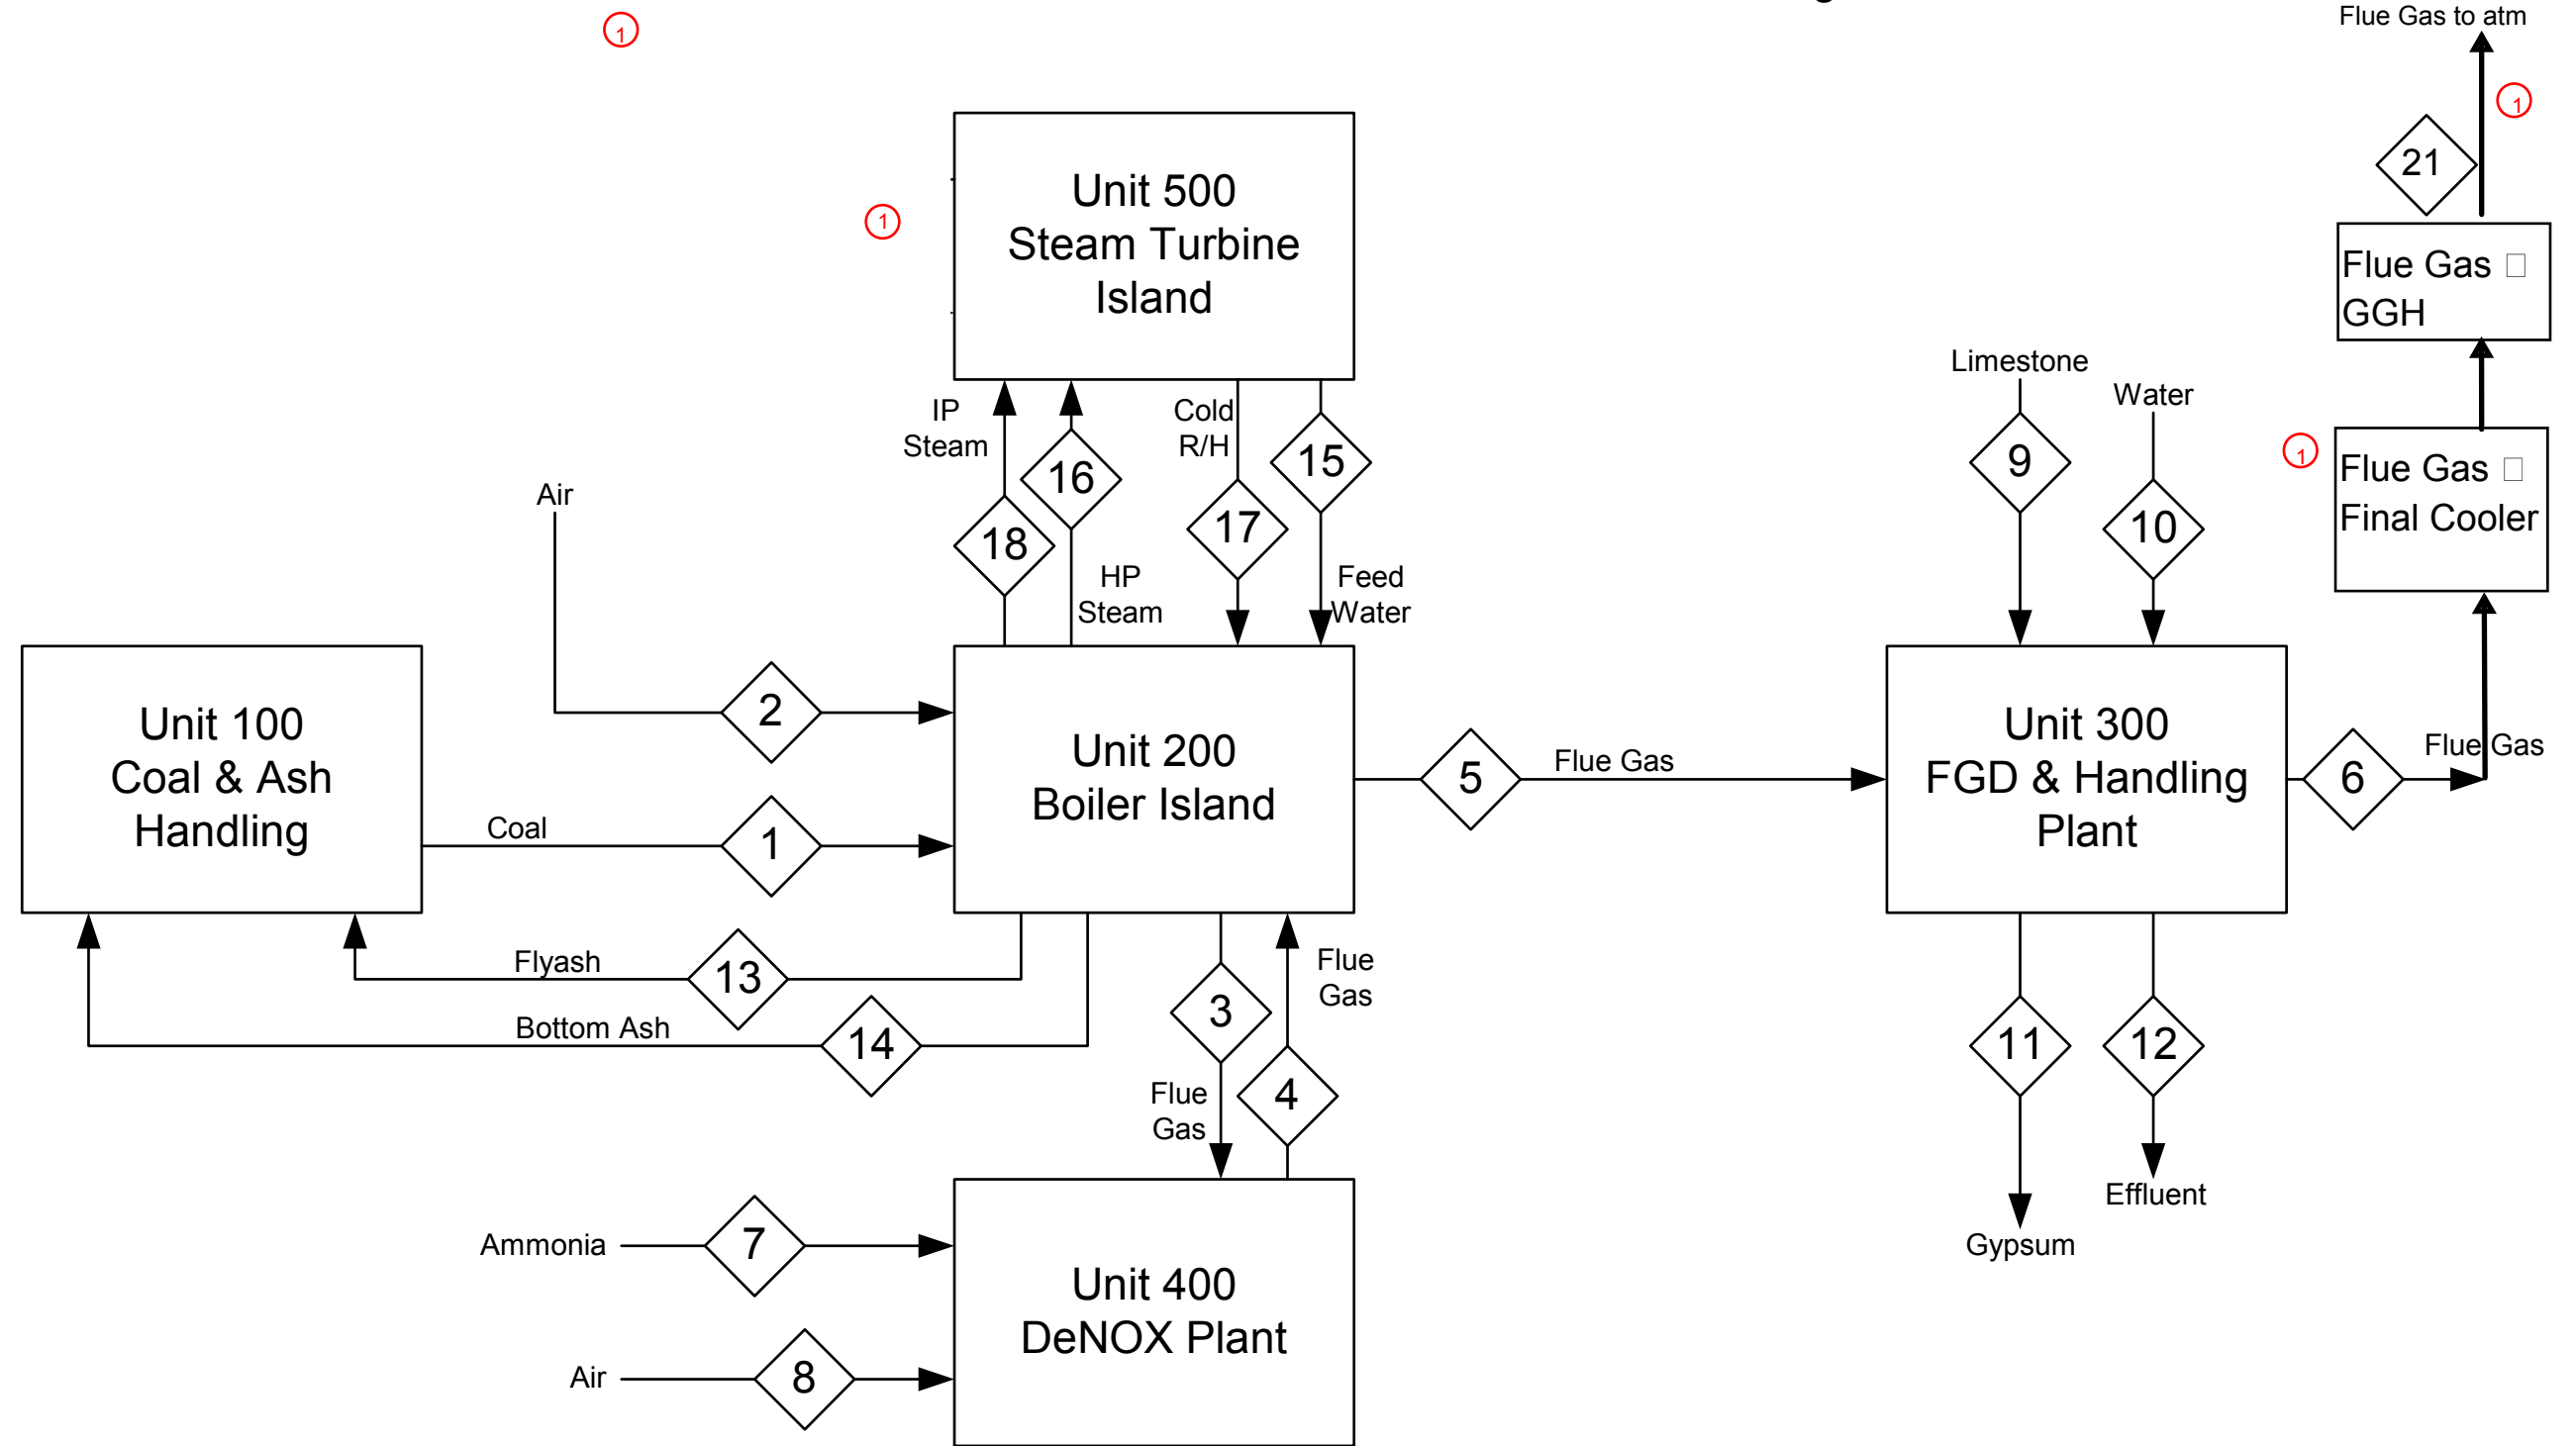 Flue Gas to atm
1
1
21
Unit 500
Steam Turbine
Island
1
Flue Gas
GGH
Limestone
Water
IP
Steam
16
Cold
R/H
15
9
1
Flue Gas
Final Cooler
Air
18
17
10
HP
Steam
Feed
Water
2
Unit 100
Coal & Ash
Handling
Unit 200
Boiler Island
5
Flue Gas
Unit 300
FGD & Handling
Plant
6
Flue Gas
Coal
1
Flyash
13
Bottom Ash
14
3
Flue
Gas
Flue
Gas
4
11
12
Effluent
Gypsum
Ammonia
7
Unit 400
DeNOX Plant
Air
8